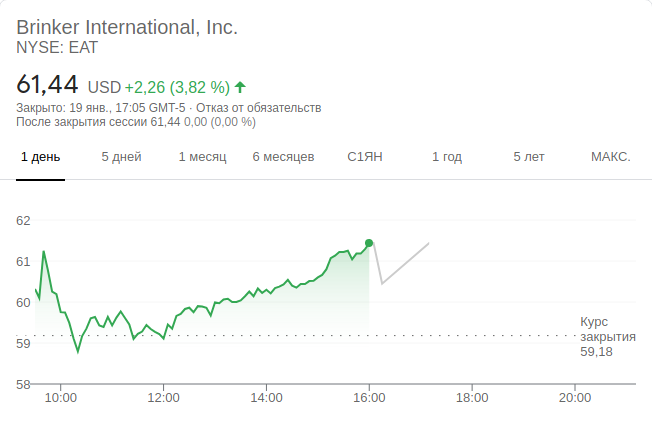 Brinker International, Inc.
NYSE: EAT
61,44 USD +2,26 (3,82 %)
Закрыто: 19 янв., 17:05 GMT-5 · Отказ от обязательств
После закрытия сессии 61,44 0,00 (0,00 %)
1 день 5 дней 1 месяц 6 месяцев С1ЯН 1 год 5 лет МАКС.
62
61
60
59
58
Курс
закрытия
59,18
10:00 12:00 14:00 16:00 18:00 20:00